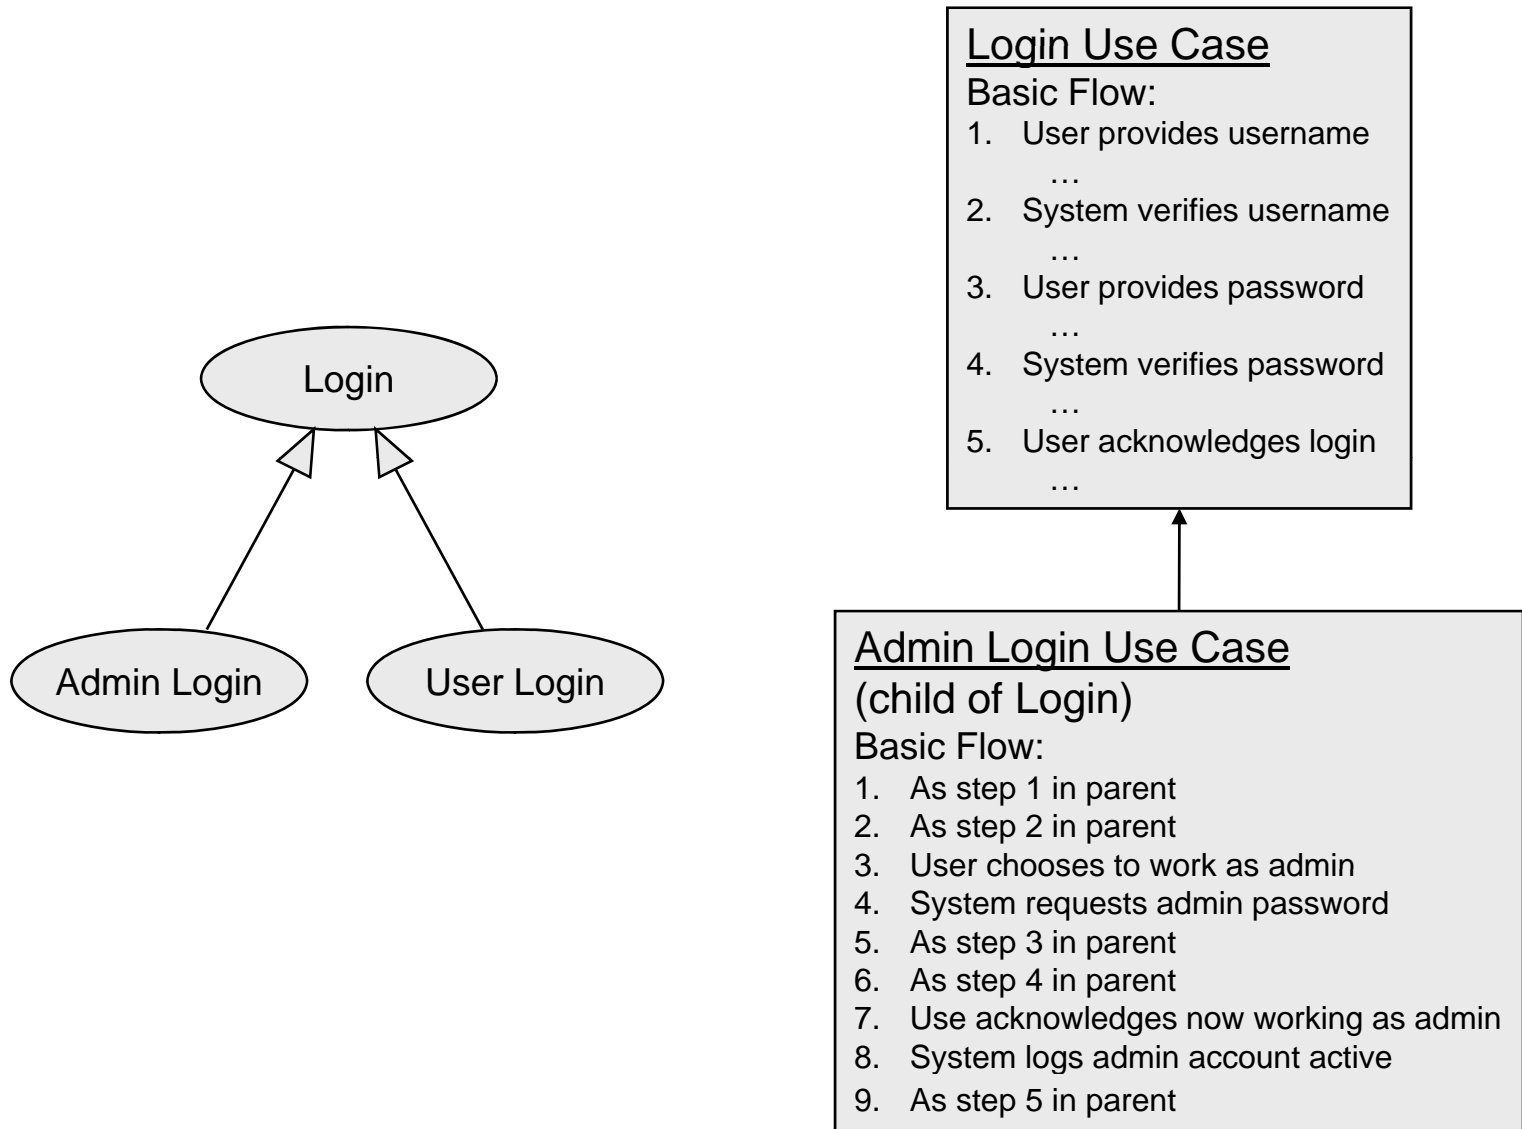 Login
Admin Login
User Login
Login Use Case
Basic Flow:
1. User provides username
…
2. System verifies username
…
3. User provides password
…
4. System verifies password
…
5. User acknowledges login
…
Admin Login Use Case
(child of Login)
Basic Flow:
1. As step 1 in parent
2. As step 2 in parent
3. User chooses to work as admin
4. System requests admin password
5. As step 3 in parent
6. As step 4 in parent
7. Use acknowledges now working as admin
8. System logs admin account active
9. As step 5 in parent